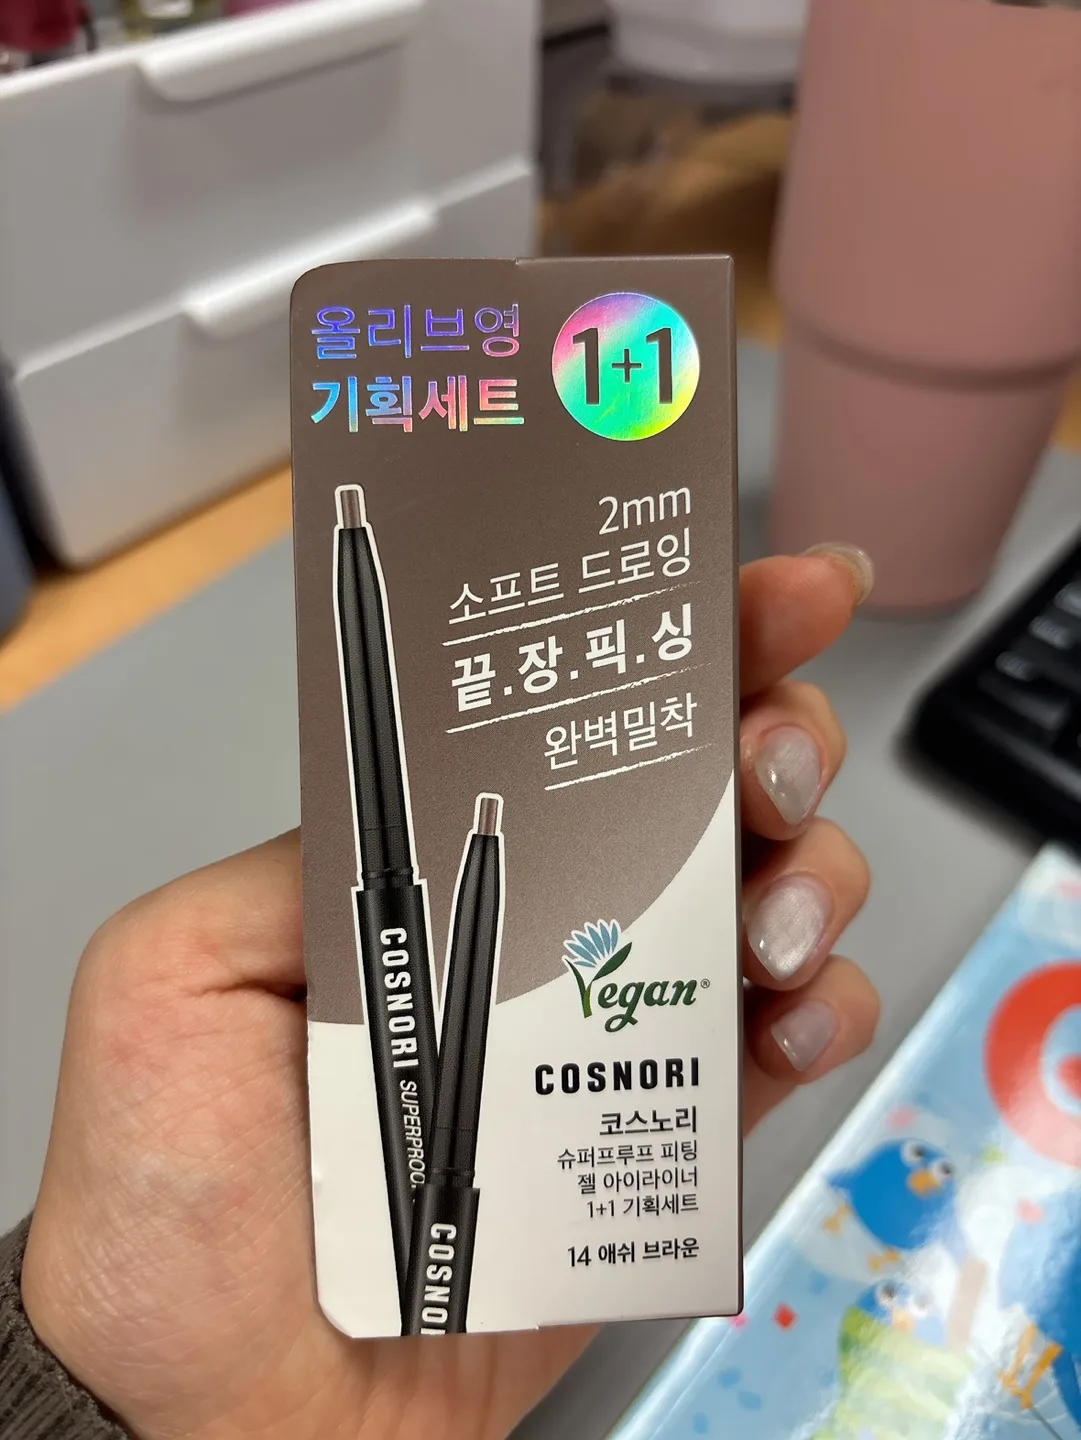 올리브영
기획세트
1+1
2mm
소프트 드로잉
끝.장.픽.싱
완벽밀착
Vegan®
COSNORI
코스노리
슈퍼프루프 피팅
젤 아이라이너
1+1 기획세트
14 애쉬 브라운
COSNORI SUPERPROO
COSNO